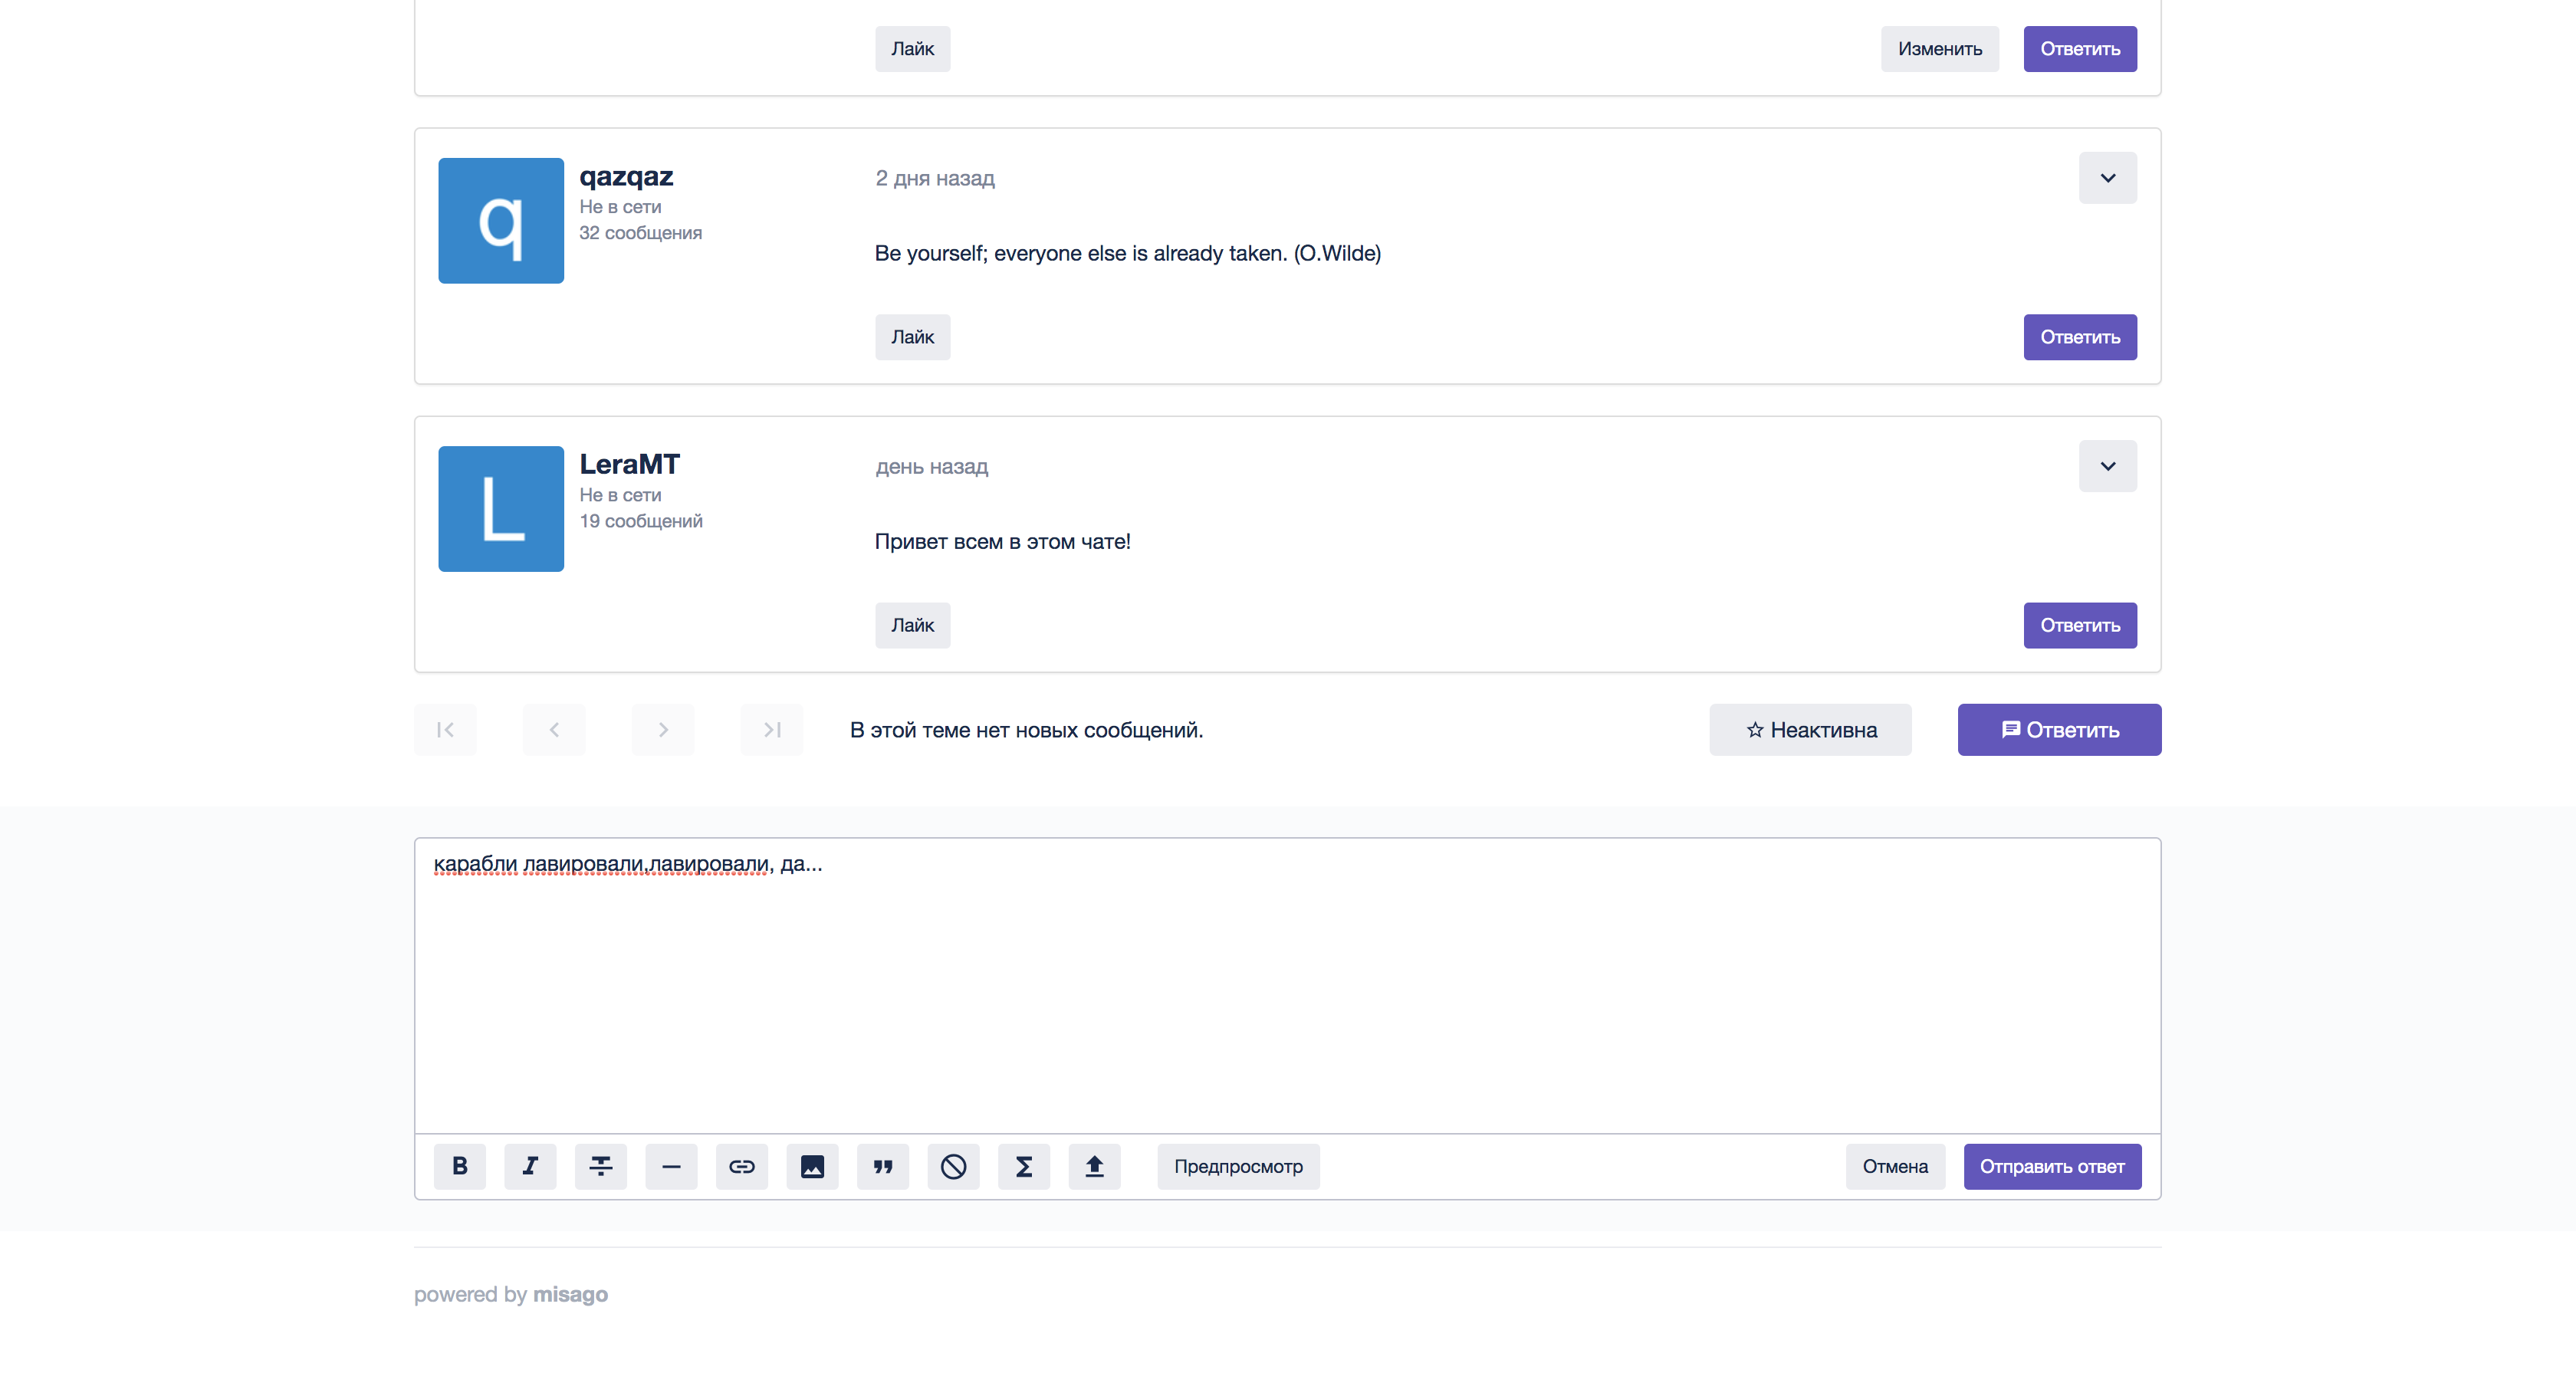 Лайк Изменить Ответить
q
qazqaz 2 дня назад
Не в сети
32 сообщения
Be yourself; everyone else is already taken. (O.Wilde)
Лайк Ответить
L
LeraMT день назад
Не в сети
19 сообщений
Привет всем в этом чате!
Лайк Ответить
В этой теме нет новых сообщений. Неактивна Ответить
карабли лавировали,лавировали, да...
B I Предпросмотр Отмена Отправить ответ
powered by misago